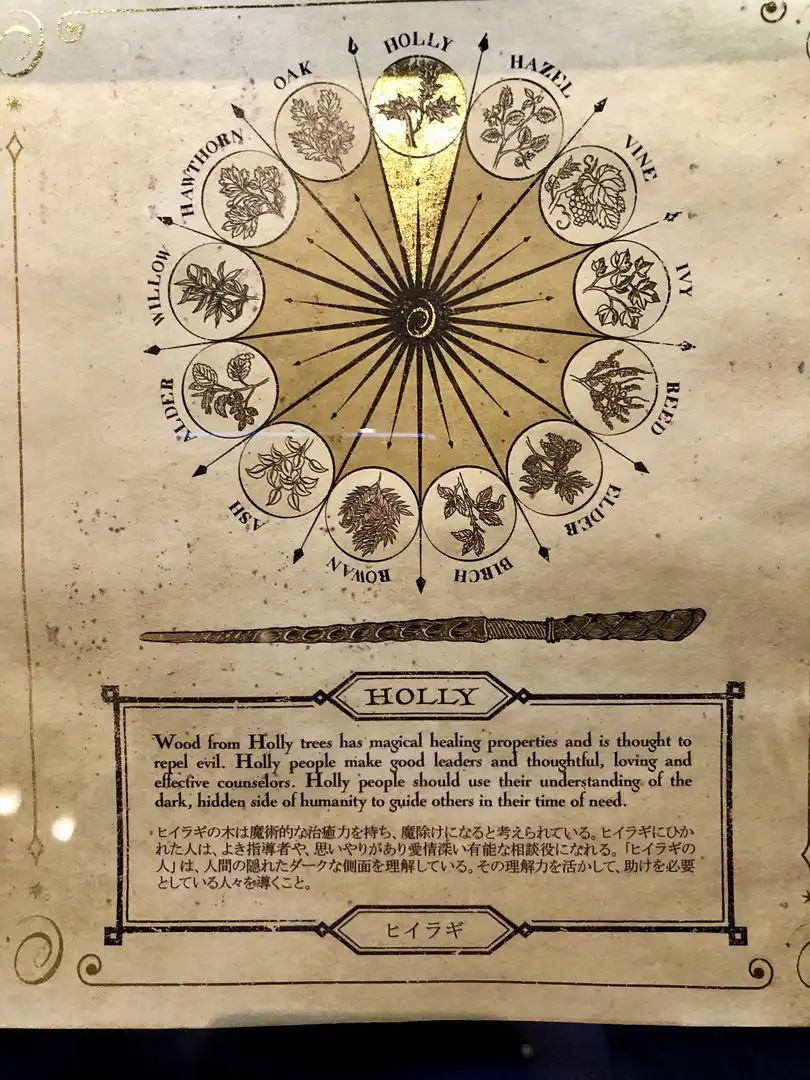 HOLLY
HAZEL
VINE
IVY
REED
ELDER
BIRCH
ROWAN
ASH
ALDER
WILLOW
HAWTHORN
OAK
HOLLY
Wood from Holly trees has magical healing properties and is thought to
repel evil. Holly people make good leaders and thoughtful, loving and
effective counselors. Holly people should use their understanding of the
dark, hidden side of humanity to guide others in their time of need.
ヒイラギの木は魔術的な治癒力を持ち、魔除けになると考えられている。ヒイラギにひか
れた人は、よき指導者や、思いやりがあり愛情深い有能な相談役になれる。「ヒイラギの
人」は、人間の隠れたダークな側面を理解している。その理解力を活かして、助けを必要
としている人々を導くこと。
ヒイラギ